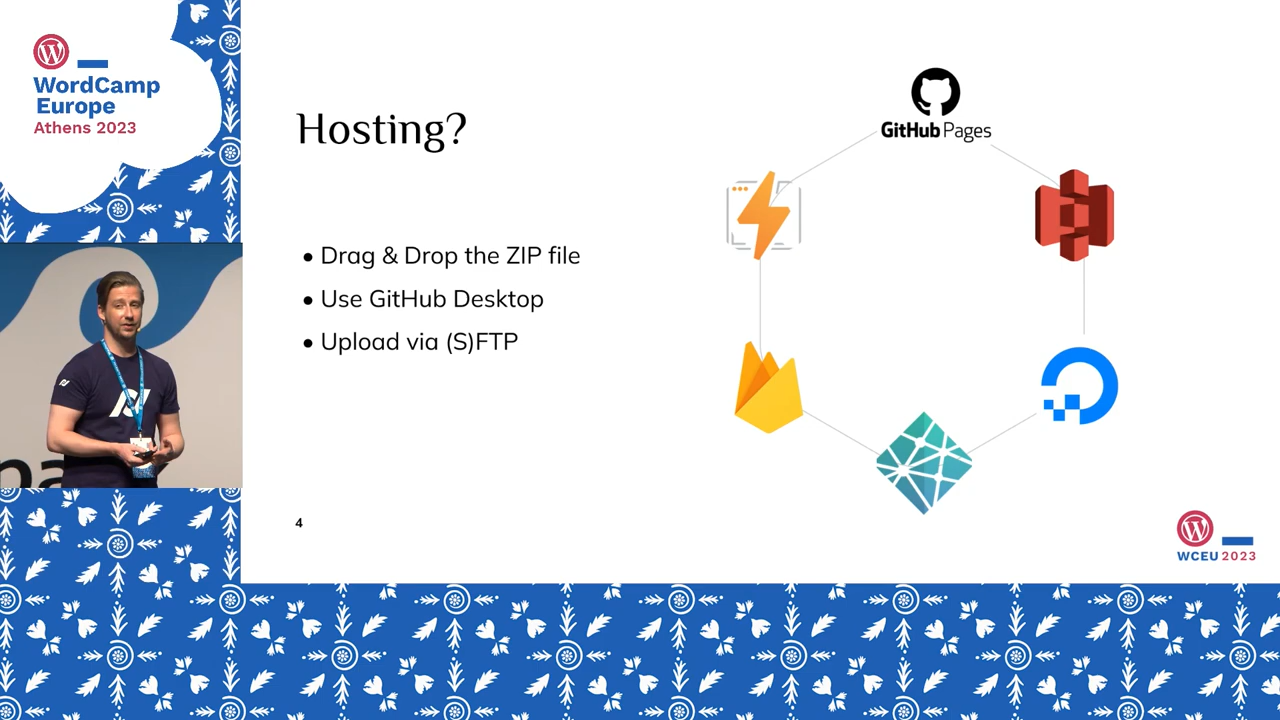 WordCamp
Europe
Athens 2023
Hosting?
• Drag & Drop the ZIP file
• Use GitHub Desktop
• Upload via (S)FTP
GitHub Pages
pa
4
WCEU 2023